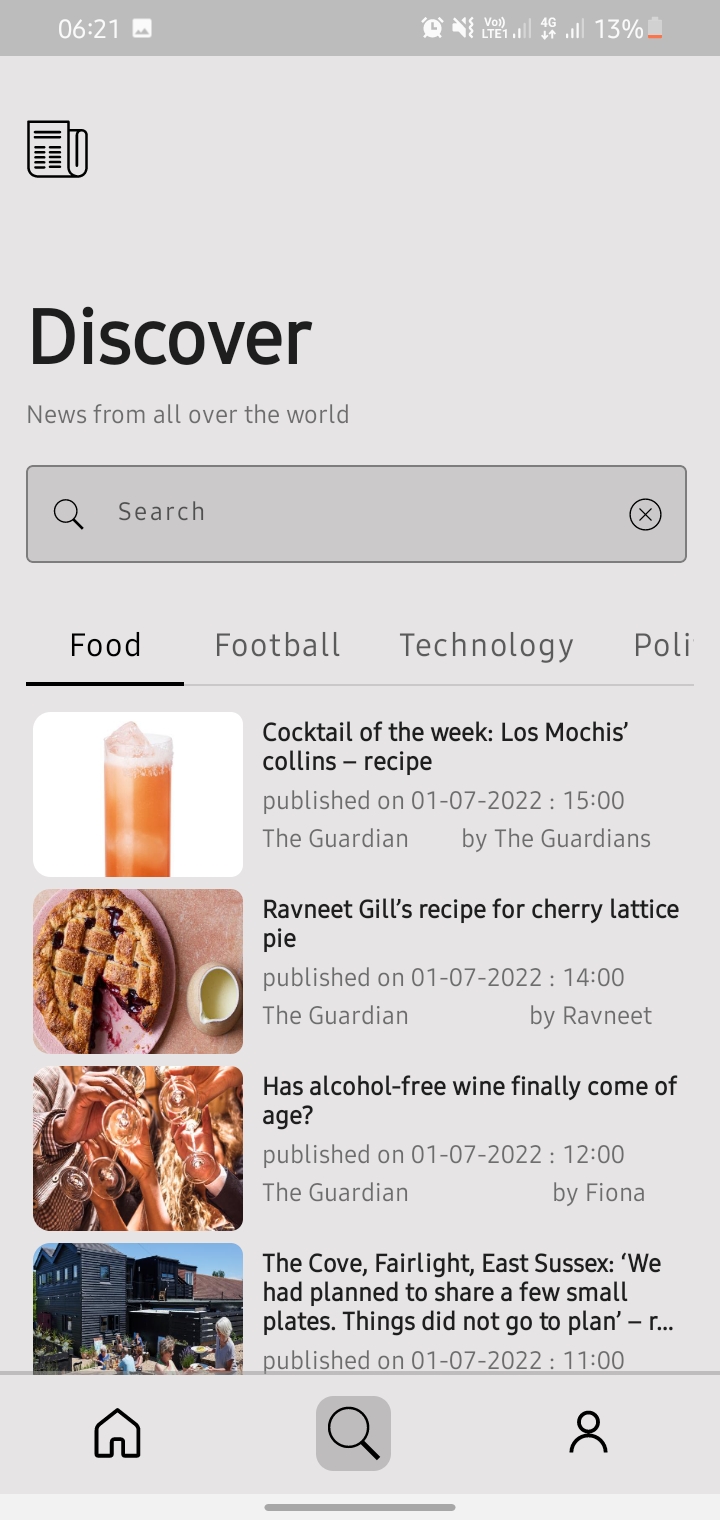 06:21
Vo)) LTE1 4G 13%
Discover
News from all over the world
Search
Food Football Technology Poli
Cocktail of the week: Los Mochis’
collins – recipe
published on 01-07-2022 : 15:00
The Guardian by The Guardians
Ravneet Gill’s recipe for cherry lattice
pie
published on 01-07-2022 : 14:00
The Guardian by Ravneet
Has alcohol-free wine finally come of
age?
published on 01-07-2022 : 12:00
The Guardian by Fiona
The Cove, Fairlight, East Sussex: ‘We
had planned to share a few small
plates. Things did not go to plan’ – r...
published on 01-07-2022 : 11:00